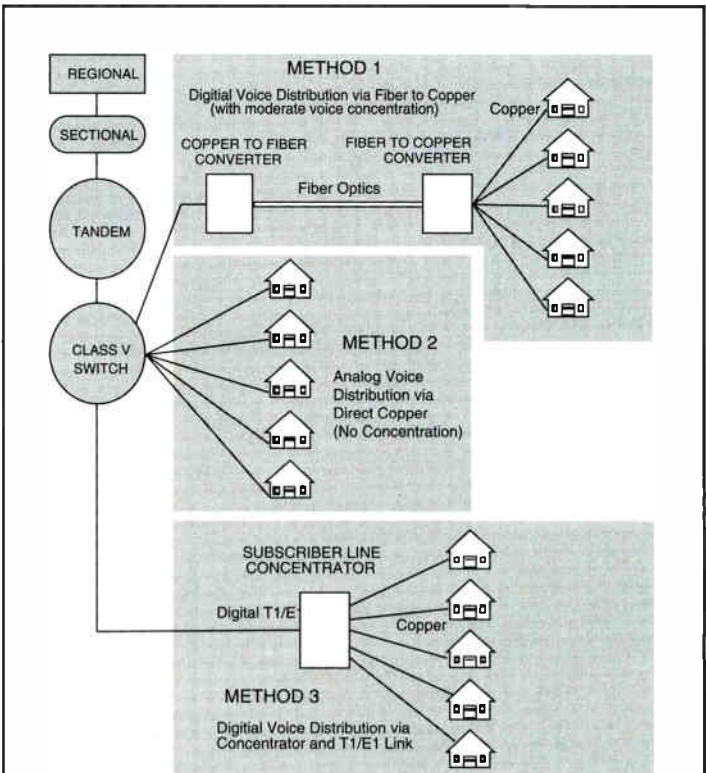 REGIONAL
SECTIONAL
TANDEM
CLASS V
SWITCH
METHOD 1
Digitial Voice Distribution via Fiber to Copper
(with moderate voice concentration)
Copper
COPPER TO FIBER
CONVERTER
FIBER TO COPPER
CONVERTER
Fiber Optics
METHOD 2
Analog Voice
Distribution via
Direct Copper
(No Concentration)
SUBSCRIBER LINE
CONCENTRATOR
Digital T1/E
Copper
METHOD 3
Digitial Voice Distribution via
Concentrator and T1/E1 Link